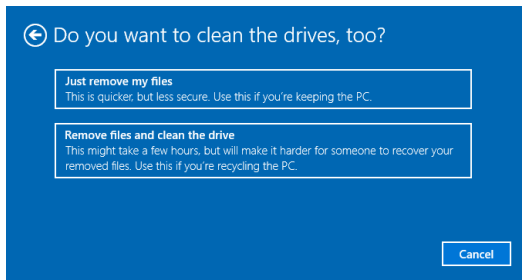 Do you want to clean the drives, too?
Just remove my files
This is quicker, but less secure. Use this if you're keeping the PC.
Remove files and clean the drive
This might take a few hours, but will make it harder for someone to recover your
removed files. Use this if you're recycling the PC.
Cancel